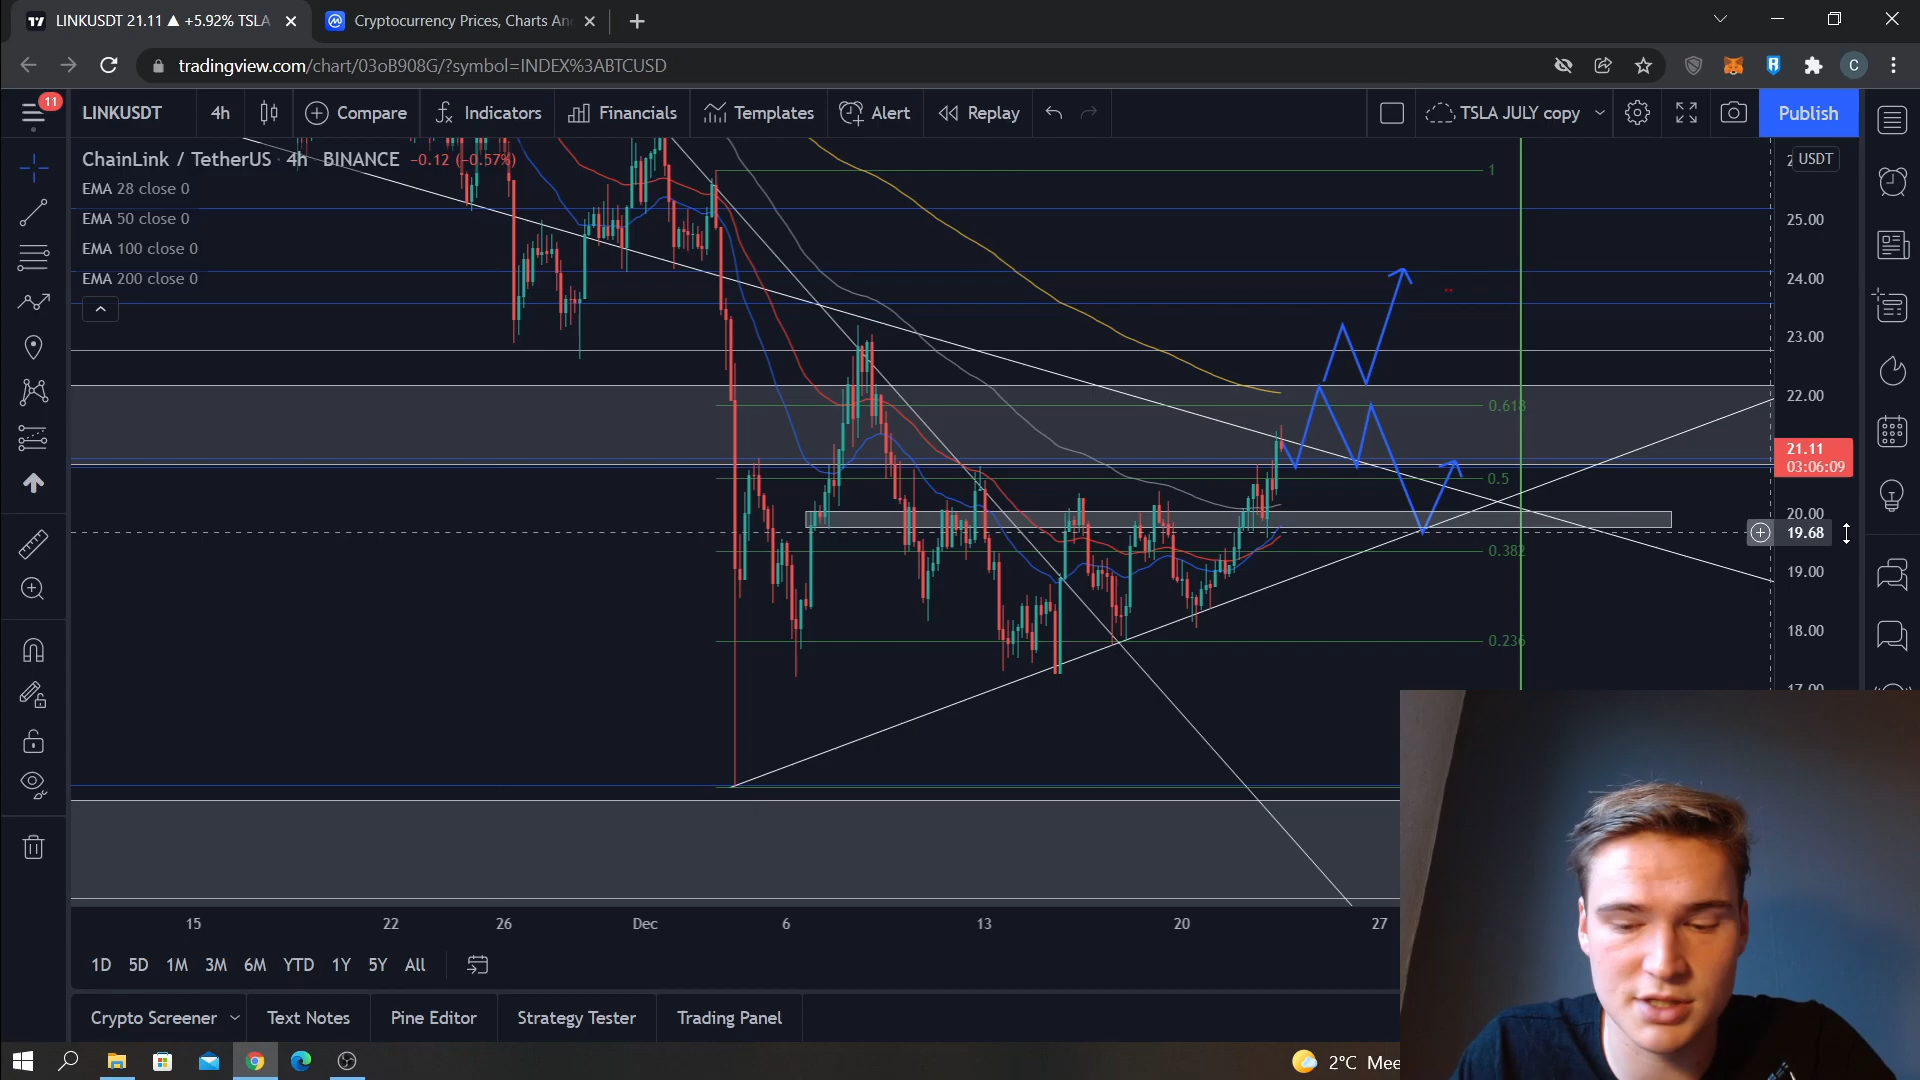 LINKUSDT 21.11 ▲ +5.92% TSLA
Cryptocurrency Prices, Charts An
tradingview.com/chart/03oB908G/?symbol=INDEX%3ABTCUSD
C
11
LINKUSDT
4h
Compare
Indicators
Financials
Templates
Alert
Replay
TSLA JULY copy
Publish
ChainLink / TetherUS · 4h · BINANCE −0.12 (−0.57%)
EMA 28 close 0
EMA 50 close 0
EMA 100 close 0
EMA 200 close 0
1
0.618
0.5
0.382
0.236
USDT
25.00
24.00
23.00
22.00
21.11
03:06:09
20.00
19.68
19.00
18.00
17.00
15
22
26
Dec
6
13
20
27
1D 5D 1M 3M 6M YTD 1Y 5Y All
Crypto Screener
Text Notes
Pine Editor
Strategy Tester
Trading Panel
2°C Mee